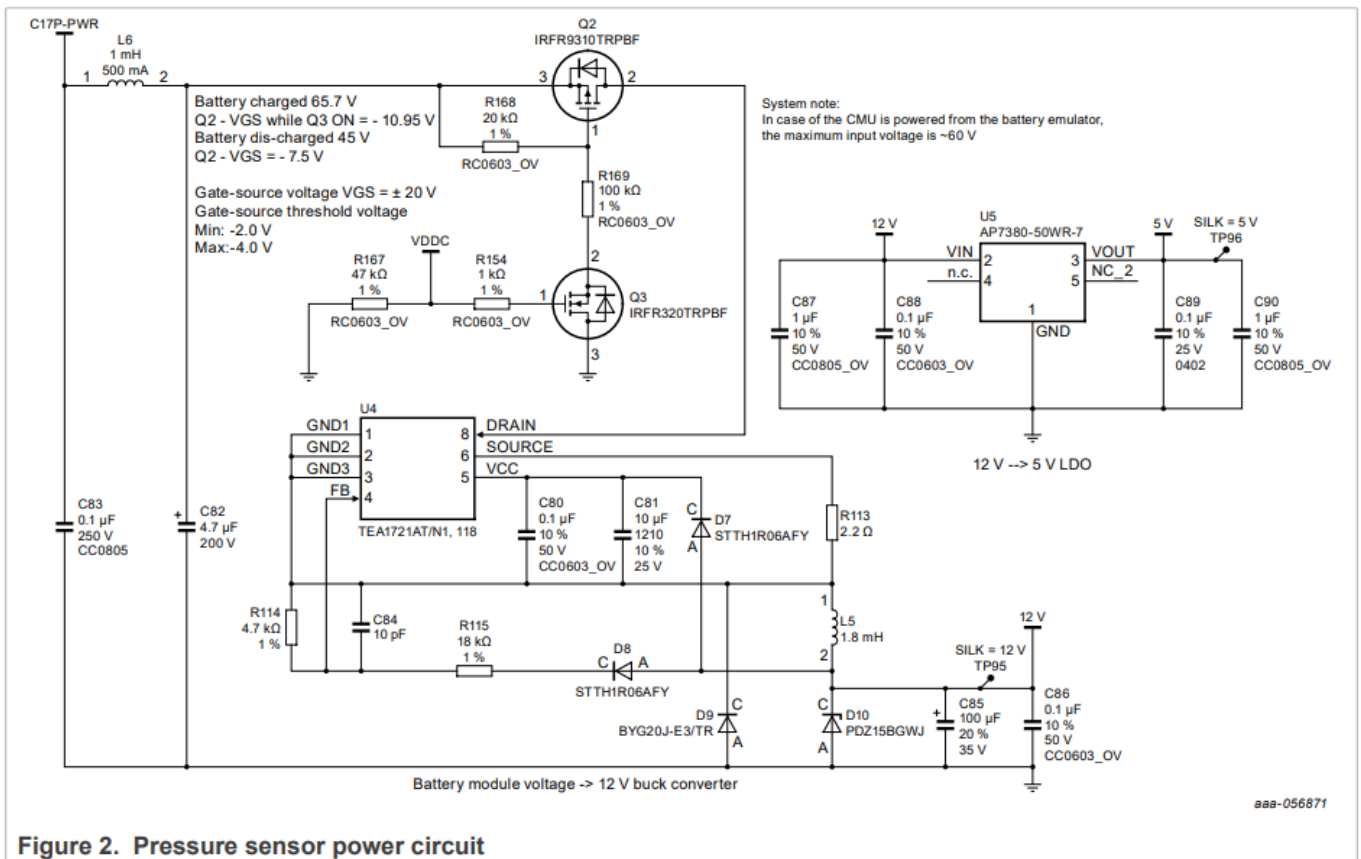 C17P-PWR
L6
1 mH
500 mA
1
2
Battery charged 65.7 V
Q2 - VGS while Q3 ON = - 10.95 V
Battery dis-charged 45 V
Q2 - VGS = - 7.5 V
Gate-source voltage VGS = ± 20 V
Gate-source threshold voltage
Min: -2.0 V
Max:-4.0 V
Q2
IRFR9310TRPBF
3
2
1
R168
20 kΩ
1 %
RC0603_OV
R169
100 kΩ
1 %
RC0603_OV
System note:
In case of the CMU is powered from the battery emulator,
the maximum input voltage is ~60 V
VDDC
R167
47 kΩ
1 %
RC0603_OV
R154
1 kΩ
1 %
RC0603_OV
2
1
3
Q3
IRFR320TRPBF
12 V
U5
AP7380-50WR-7
VIN
2
n.c.
4
3
VOUT
5
NC_2
1
GND
5 V
SILK = 5 V
TP96
C87
1 µF
10 %
50 V
CC0805_OV
C88
0.1 µF
10 %
50 V
CC0603_OV
C89
0.1 µF
10 %
25 V
0402
C90
1 µF
10 %
50 V
CC0805_OV
12 V --> 5 V LDO
U4
GND1
1
GND2
2
GND3
3
FB
4
8
DRAIN
6
SOURCE
5
VCC
TEA1721AT/N1, 118
C83
0.1 µF
250 V
CC0805
+
C82
4.7 µF
200 V
C80
0.1 µF
10 %
50 V
CC0603_OV
C81
10 µF
1210
10 %
25 V
C
D7
A
STTH1R06AFY
R113
2.2 Ω
R114
4.7 kΩ
1 %
C84
10 pF
R115
18 kΩ
1 %
D8
C
A
STTH1R06AFY
1
L5
1.8 mH
2
12 V
SILK = 12 V
TP95
C
D9
BYG20J-E3/TR
A
C
D10
PDZ15BGWJ
A
+
C85
100 µF
20 %
35 V
C86
0.1 µF
10 %
50 V
CC0603_OV
Battery module voltage -> 12 V buck converter
aaa-056871
Figure 2. Pressure sensor power circuit